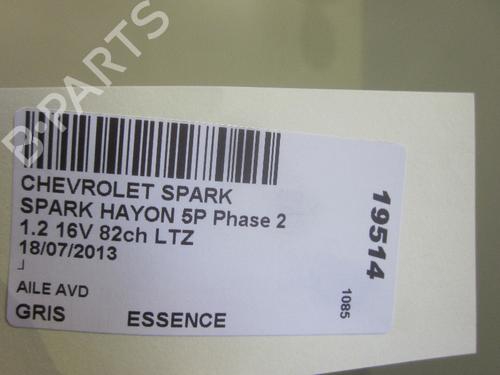 B-PARTS
CHEVROLET SPARK
SPARK HAYON 5P Phase 2
1.2 16V 82ch LTZ
18/07/2013
AILE AVD
GRIS ESSENCE
19514
1085